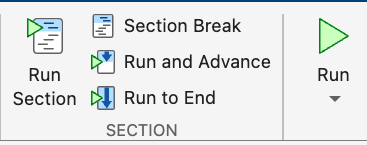 Run
Section
Section Break
Run and Advance
Run to End
SECTION
Run